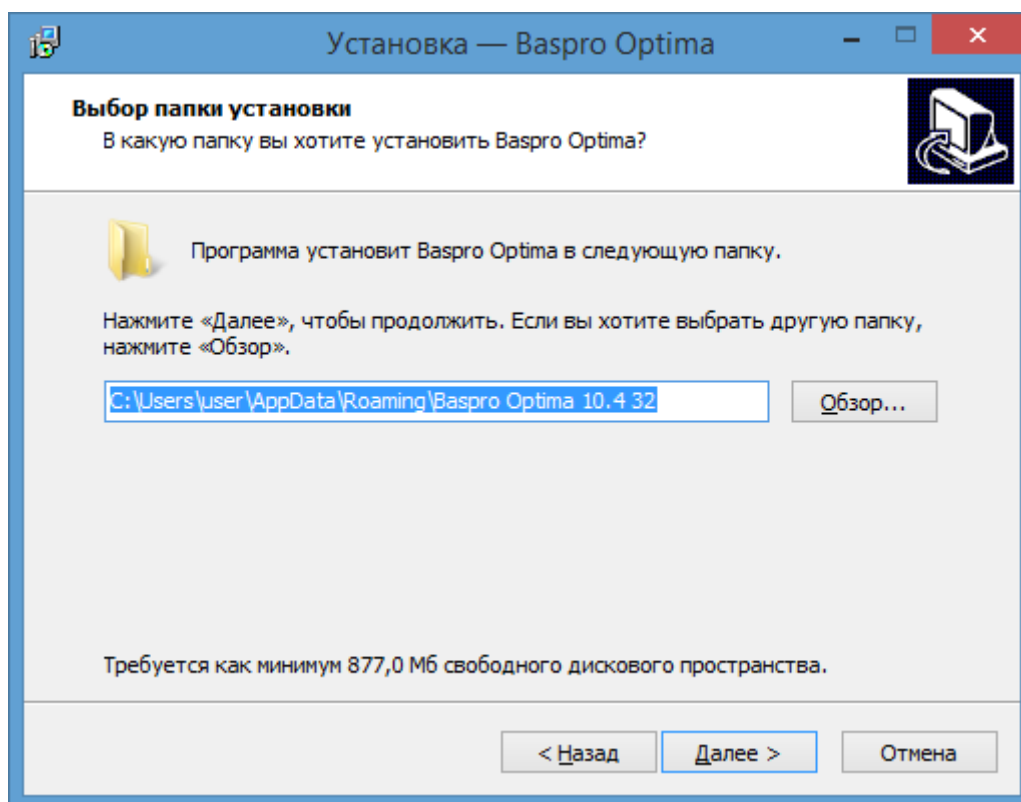 Установка — Baspro Optima
Выбор папки установки
В какую папку вы хотите установить Baspro Optima?
Программа установит Baspro Optima в следующую папку.
Нажмите «Далее», чтобы продолжить. Если вы хотите выбрать другую папку,
нажмите «Обзор».
C:\Users\user\AppData\Roaming\Baspro Optima 10.4 32
Обзор...
Требуется как минимум 877,0 Мб свободного дискового пространства.
< Назад
Далее >
Отмена